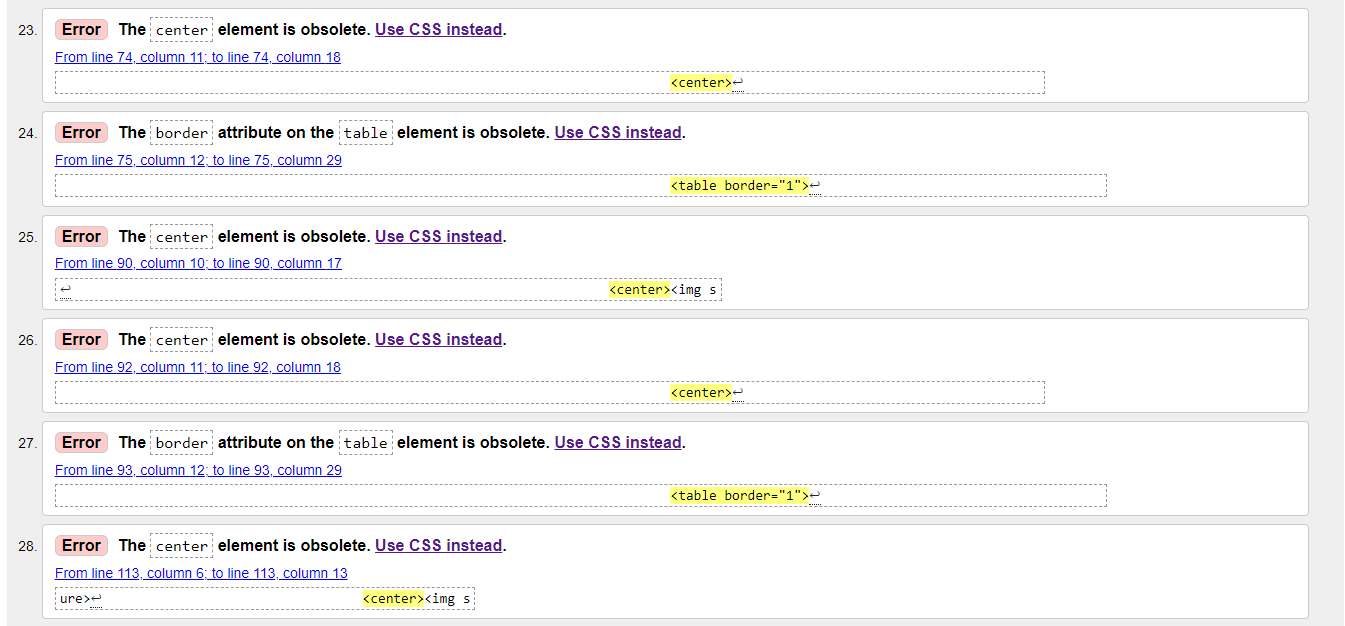 23. Error The center element is obsolete. Use CSS instead.
From line 74, column 11; to line 74, column 18
<center>↩
24. Error The border attribute on the table element is obsolete. Use CSS instead.
From line 75, column 12; to line 75, column 29
<table border="1">↩
25. Error The center element is obsolete. Use CSS instead.
From line 90, column 10; to line 90, column 17
↩ <center><img s
26. Error The center element is obsolete. Use CSS instead.
From line 92, column 11; to line 92, column 18
<center>↩
27. Error The border attribute on the table element is obsolete. Use CSS instead.
From line 93, column 12; to line 93, column 29
<table border="1">↩
28. Error The center element is obsolete. Use CSS instead.
From line 113, column 6; to line 113, column 13
ure>↩ <center><img s